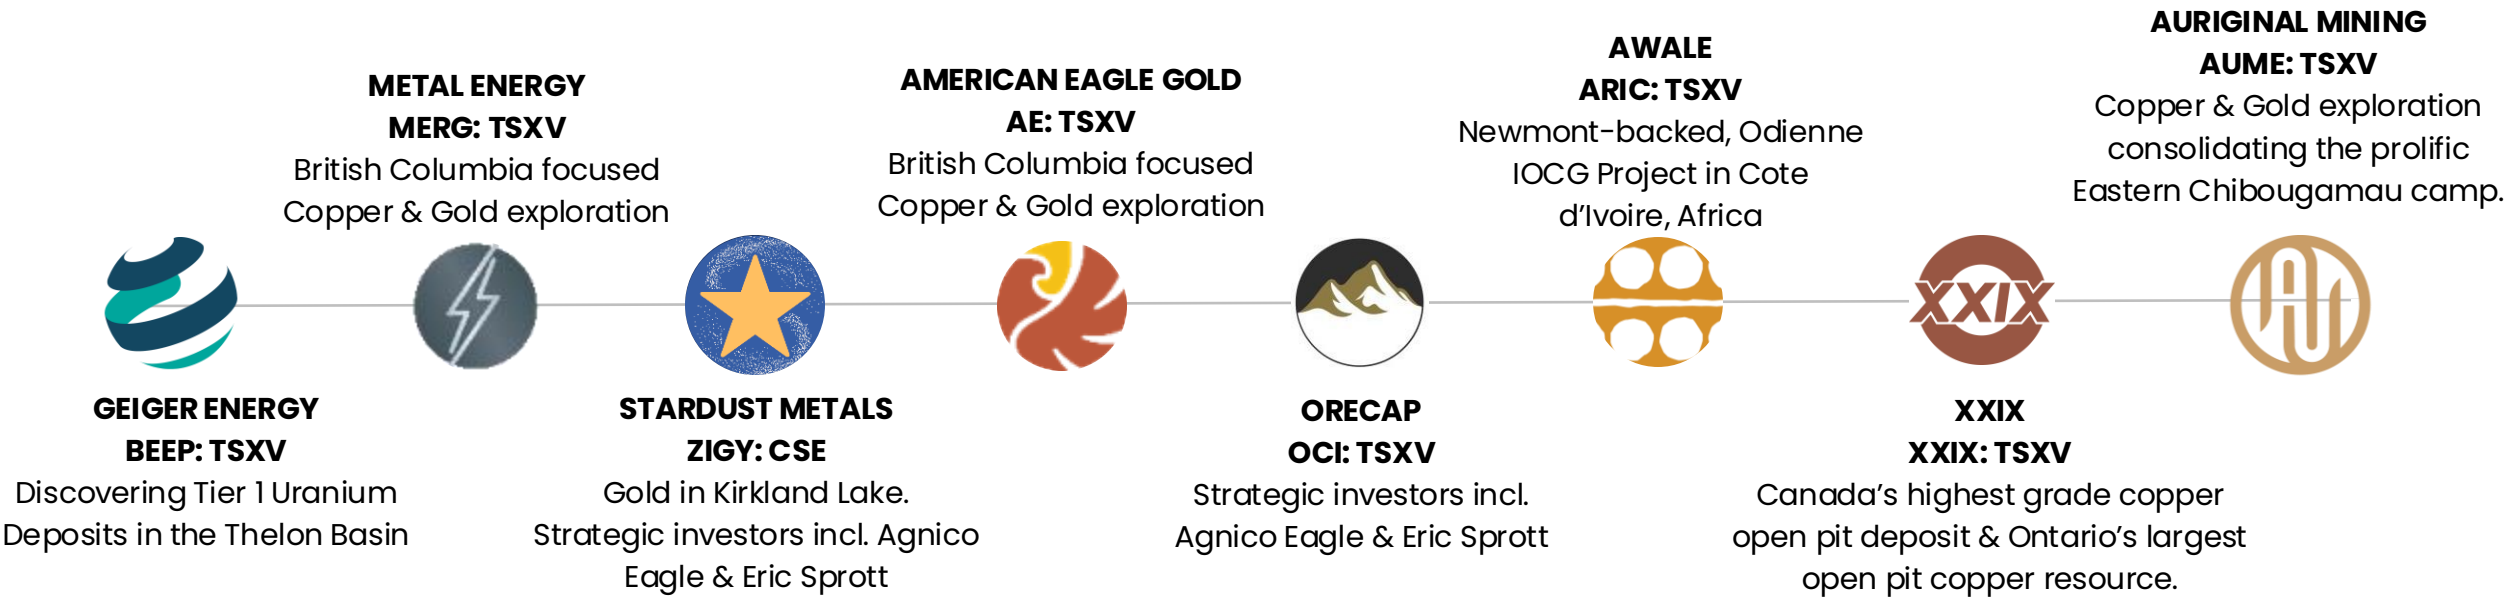 GEIGER ENERGY
BEEP: TSXV
Discovering Tier 1 Uranium
Deposits in the Thelon Basin
METAL ENERGY
MERG: TSXV
British Columbia focused
Copper & Gold exploration
STARDUST METALS
ZIGY: CSE
Gold in Kirkland Lake.
Strategic investors incl. Agnico
Eagle & Eric Sprott
AMERICAN EAGLE GOLD
AE: TSXV
British Columbia focused
Copper & Gold exploration
ORECAP
OCI: TSXV
Strategic investors incl.
Agnico Eagle & Eric Sprott
AWALE
ARIC: TSXV
Newmont-backed, Odienne
IOCG Project in Cote
d’Ivoire, Africa
XXIX
XXIX
XXIX: TSXV
Canada’s highest grade copper
open pit deposit & Ontario’s largest
open pit copper resource.
AURIGINAL MINING
AUME: TSXV
Copper & Gold exploration
consolidating the prolific
Eastern Chibougamau camp.